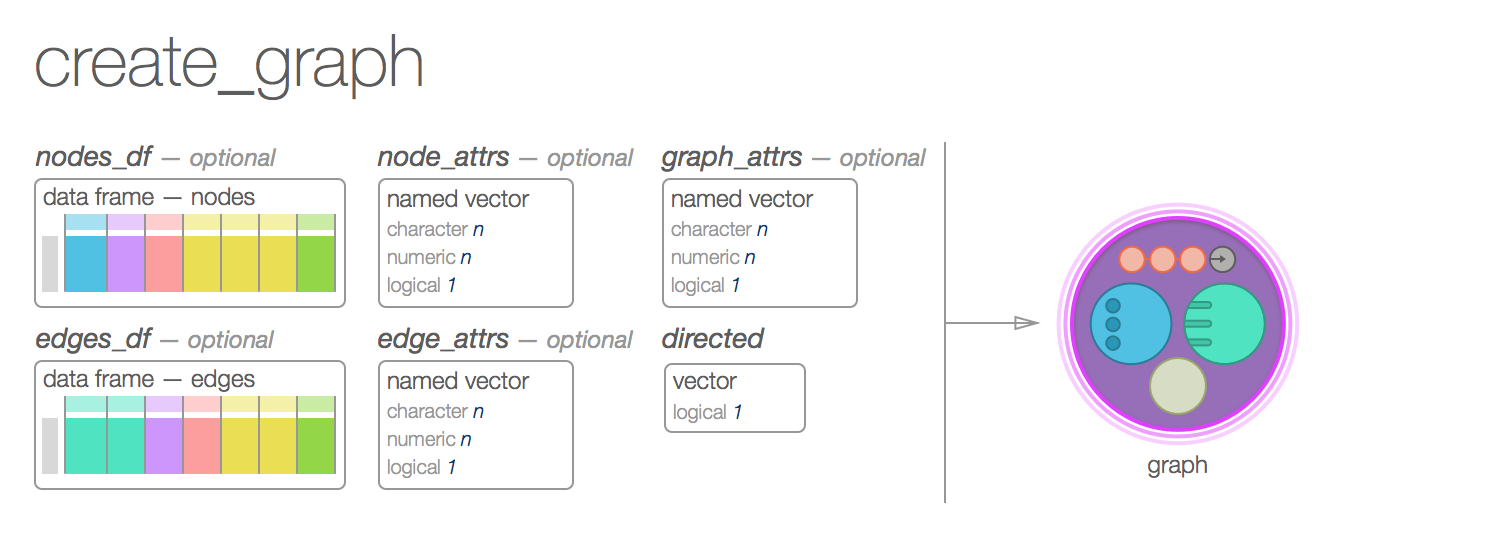 create_graph
nodes_df — optional
data frame — nodes
node_attrs — optional
named vector
character n
numeric n
logical 1
graph_attrs — optional
named vector
character n
numeric n
logical 1
edges_df — optional
data frame — edges
edge_attrs — optional
named vector
character n
numeric n
logical 1
directed
vector
logical 1
graph